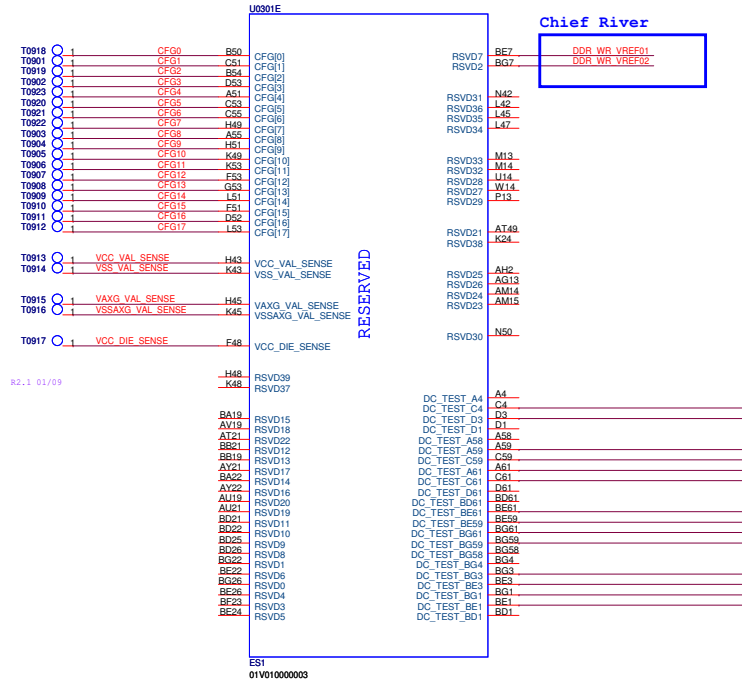 U0301E
Chief River
T0918 1 CFG0 B50 CFG[0]
T0901 1 CFG1 C51 CFG[1]
T0919 1 CFG2 B54 CFG[2]
T0902 1 CFG3 D53 CFG[3]
T0923 1 CFG4 A51 CFG[4]
T0920 1 CFG5 C53 CFG[5]
T0921 1 CFG6 C55 CFG[6]
T0922 1 CFG7 H49 CFG[7]
T0903 1 CFG8 A55 CFG[8]
T0904 1 CFG9 H51 CFG[9]
T0905 1 CFG10 K49 CFG[10]
T0906 1 CFG11 K53 CFG[11]
T0907 1 CFG12 F53 CFG[12]
T0908 1 CFG13 G53 CFG[13]
T0909 1 CFG14 L51 CFG[14]
T0910 1 CFG15 F51 CFG[15]
T0911 1 CFG16 D52 CFG[16]
T0912 1 CFG17 L53 CFG[17]
T0913 1 VCC_VAL_SENSE H43 VCC_VAL_SENSE
T0914 1 VSS_VAL_SENSE K43 VSS_VAL_SENSE
T0915 1 VAXG_VAL_SENSE H45 VAXG_VAL_SENSE
T0916 1 VSSAXG_VAL_SENSE K45 VSSAXG_VAL_SENSE
T0917 1 VCC_DIE_SENSE F48 VCC_DIE_SENSE
R2.1 01/09
H48 RSVD39
K48 RSVD37
BA19 RSVD15
AV19 RSVD18
AT21 RSVD22
BB21 RSVD12
BB19 RSVD13
AY21 RSVD17
BA22 RSVD14
AY22 RSVD16
AU19 RSVD20
AU21 RSVD19
BD21 RSVD11
BD22 RSVD10
BD25 RSVD9
BD26 RSVD8
BG22 RSVD1
BE22 RSVD6
BG26 RSVD0
BE26 RSVD4
BF23 RSVD3
BE24 RSVD5
RESERVED
RSVD7 BE7 DDR_WR_VREF01
RSVD2 BG7 DDR_WR_VREF02
RSVD31 N42
RSVD36 L42
RSVD35 L45
RSVD34 L47
RSVD33 M13
RSVD32 M14
RSVD28 U14
RSVD27 W14
RSVD29 P13
RSVD21 AT49
RSVD38 K24
RSVD25 AH2
RSVD26 AG13
RSVD24 AM14
RSVD23 AM15
RSVD30 N50
DC_TEST_A4 A4
DC_TEST_C4 C4
DC_TEST_D3 D3
DC_TEST_D1 D1
DC_TEST_A58 A58
DC_TEST_A59 A59
DC_TEST_C59 C59
DC_TEST_A61 A61
DC_TEST_C61 C61
DC_TEST_D61 D61
DC_TEST_BD61 BD61
DC_TEST_BE61 BE61
DC_TEST_BE59 BE59
DC_TEST_BG61 BG61
DC_TEST_BG59 BG59
DC_TEST_BG58 BG58
DC_TEST_BG4 BG4
DC_TEST_BG3 BG3
DC_TEST_BE3 BE3
DC_TEST_BG1 BG1
DC_TEST_BE1 BE1
DC_TEST_BD1 BD1
ES1
01V010000003